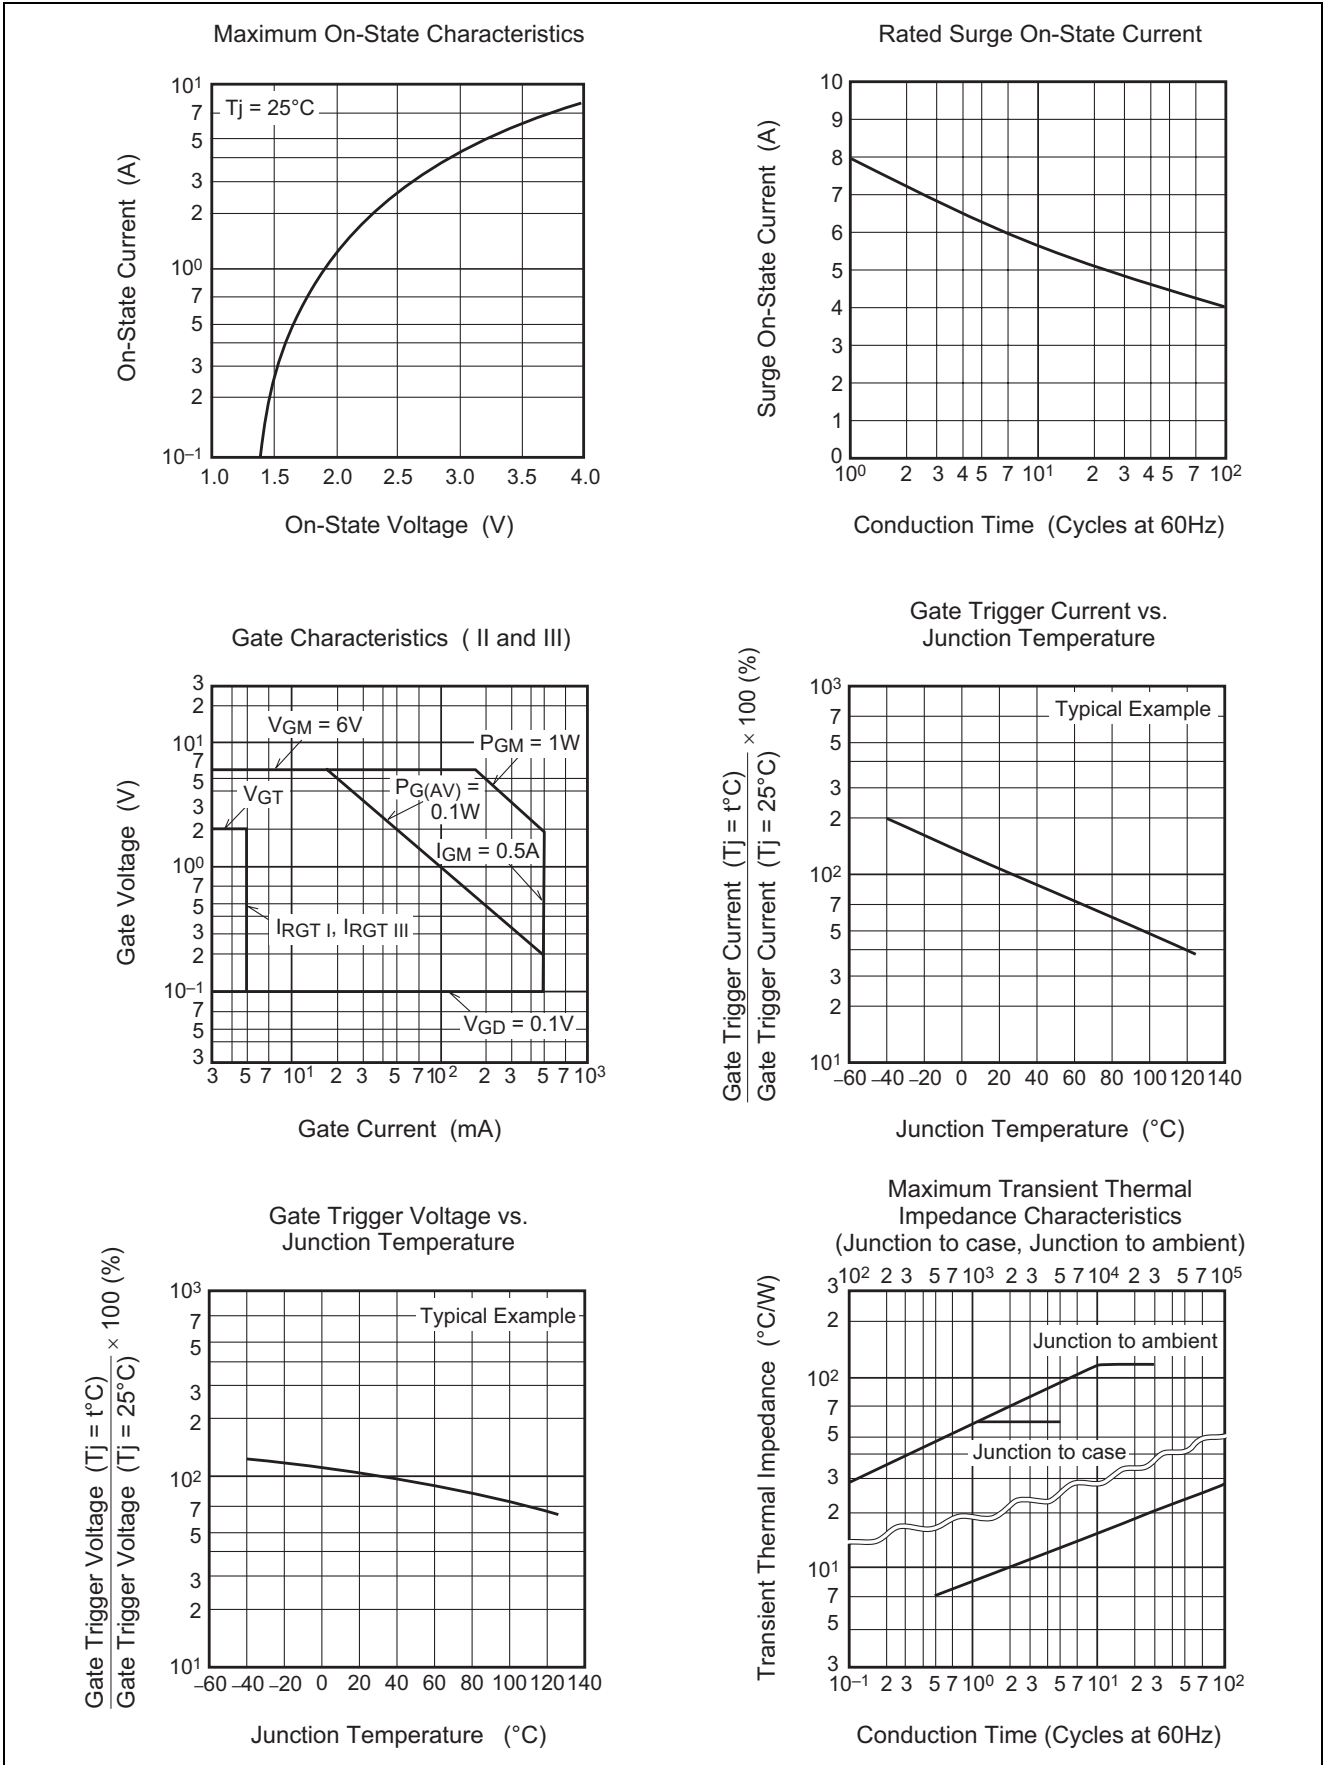 Maximum On-State Characteristics
10¹
7
5
3
2
10⁰
7
5
3
2
10–1
Tj = 25°C
On-State Current (A)
1.0 1.5 2.0 2.5 3.0 3.5 4.0
On-State Voltage (V)
Rated Surge On-State Current
10
9
8
7
6
5
4
3
2
1
0
Surge On-State Current (A)
10⁰ 2 3 4 5 7 10¹ 2 3 4 5 7 10²
Conduction Time (Cycles at 60Hz)
Gate Characteristics ( II and III)
3
2
10¹
7
5
3
2
10⁰
7
5
3
2
10–1
7
5
3
Gate Voltage (V)
VGM = 6V
PGM = 1W
PG(AV) =
0.1W
VGT
IGM = 0.5A
IRGT I, IRGT III
VGD = 0.1V
3 5 7 10¹ 2 3 5 7 10² 2 3 5 7 10³
Gate Current (mA)
Gate Trigger Current vs.
Junction Temperature
10³
7
5
3
2
10²
7
5
3
2
10¹
Typical Example
Gate Trigger Current (Tj = t°C)
Gate Trigger Current (Tj = 25°C)
× 100 (%)
–60 –40 –20 0 20 40 60 80 100 120 140
Junction Temperature (°C)
Gate Trigger Voltage vs.
Junction Temperature
10³
7
5
3
2
10²
7
5
3
2
10¹
Typical Example
Gate Trigger Voltage (Tj = t°C)
Gate Trigger Voltage (Tj = 25°C)
× 100 (%)
–60 –40 –20 0 20 40 60 80 100 120 140
Junction Temperature (°C)
Maximum Transient Thermal
Impedance Characteristics
(Junction to case, Junction to ambient)
10² 2 3 5 7 10³ 2 3 5 7 10⁴ 2 3 5 7 10⁵
3
2
10²
7
5
3
2
10¹
7
5
3
Transient Thermal Impedance (°C/W)
Junction to ambient
Junction to case
10–1 2 3 5 7 10⁰ 2 3 5 7 10¹ 2 3 5 7 10²
Conduction Time (Cycles at 60Hz)